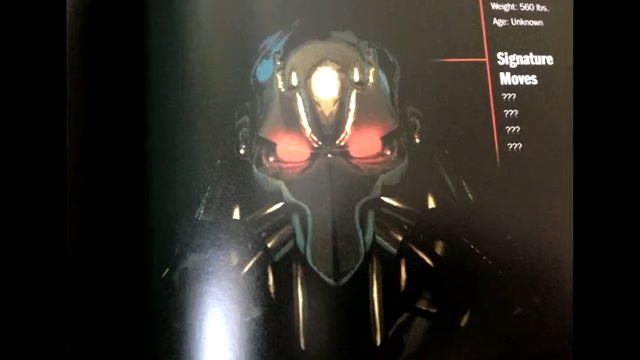 Weight: 560 lbs.
Age: Unknown
Signature
Moves
???
???
???
???